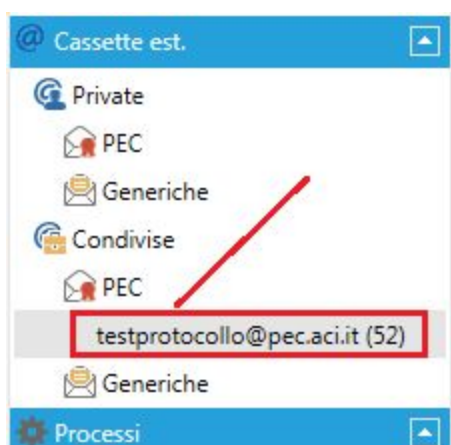 @ Cassette est.
Private
PEC
Generiche
Condivise
PEC
testprotocollo@pec.aci.it (52)
Generiche
Processi